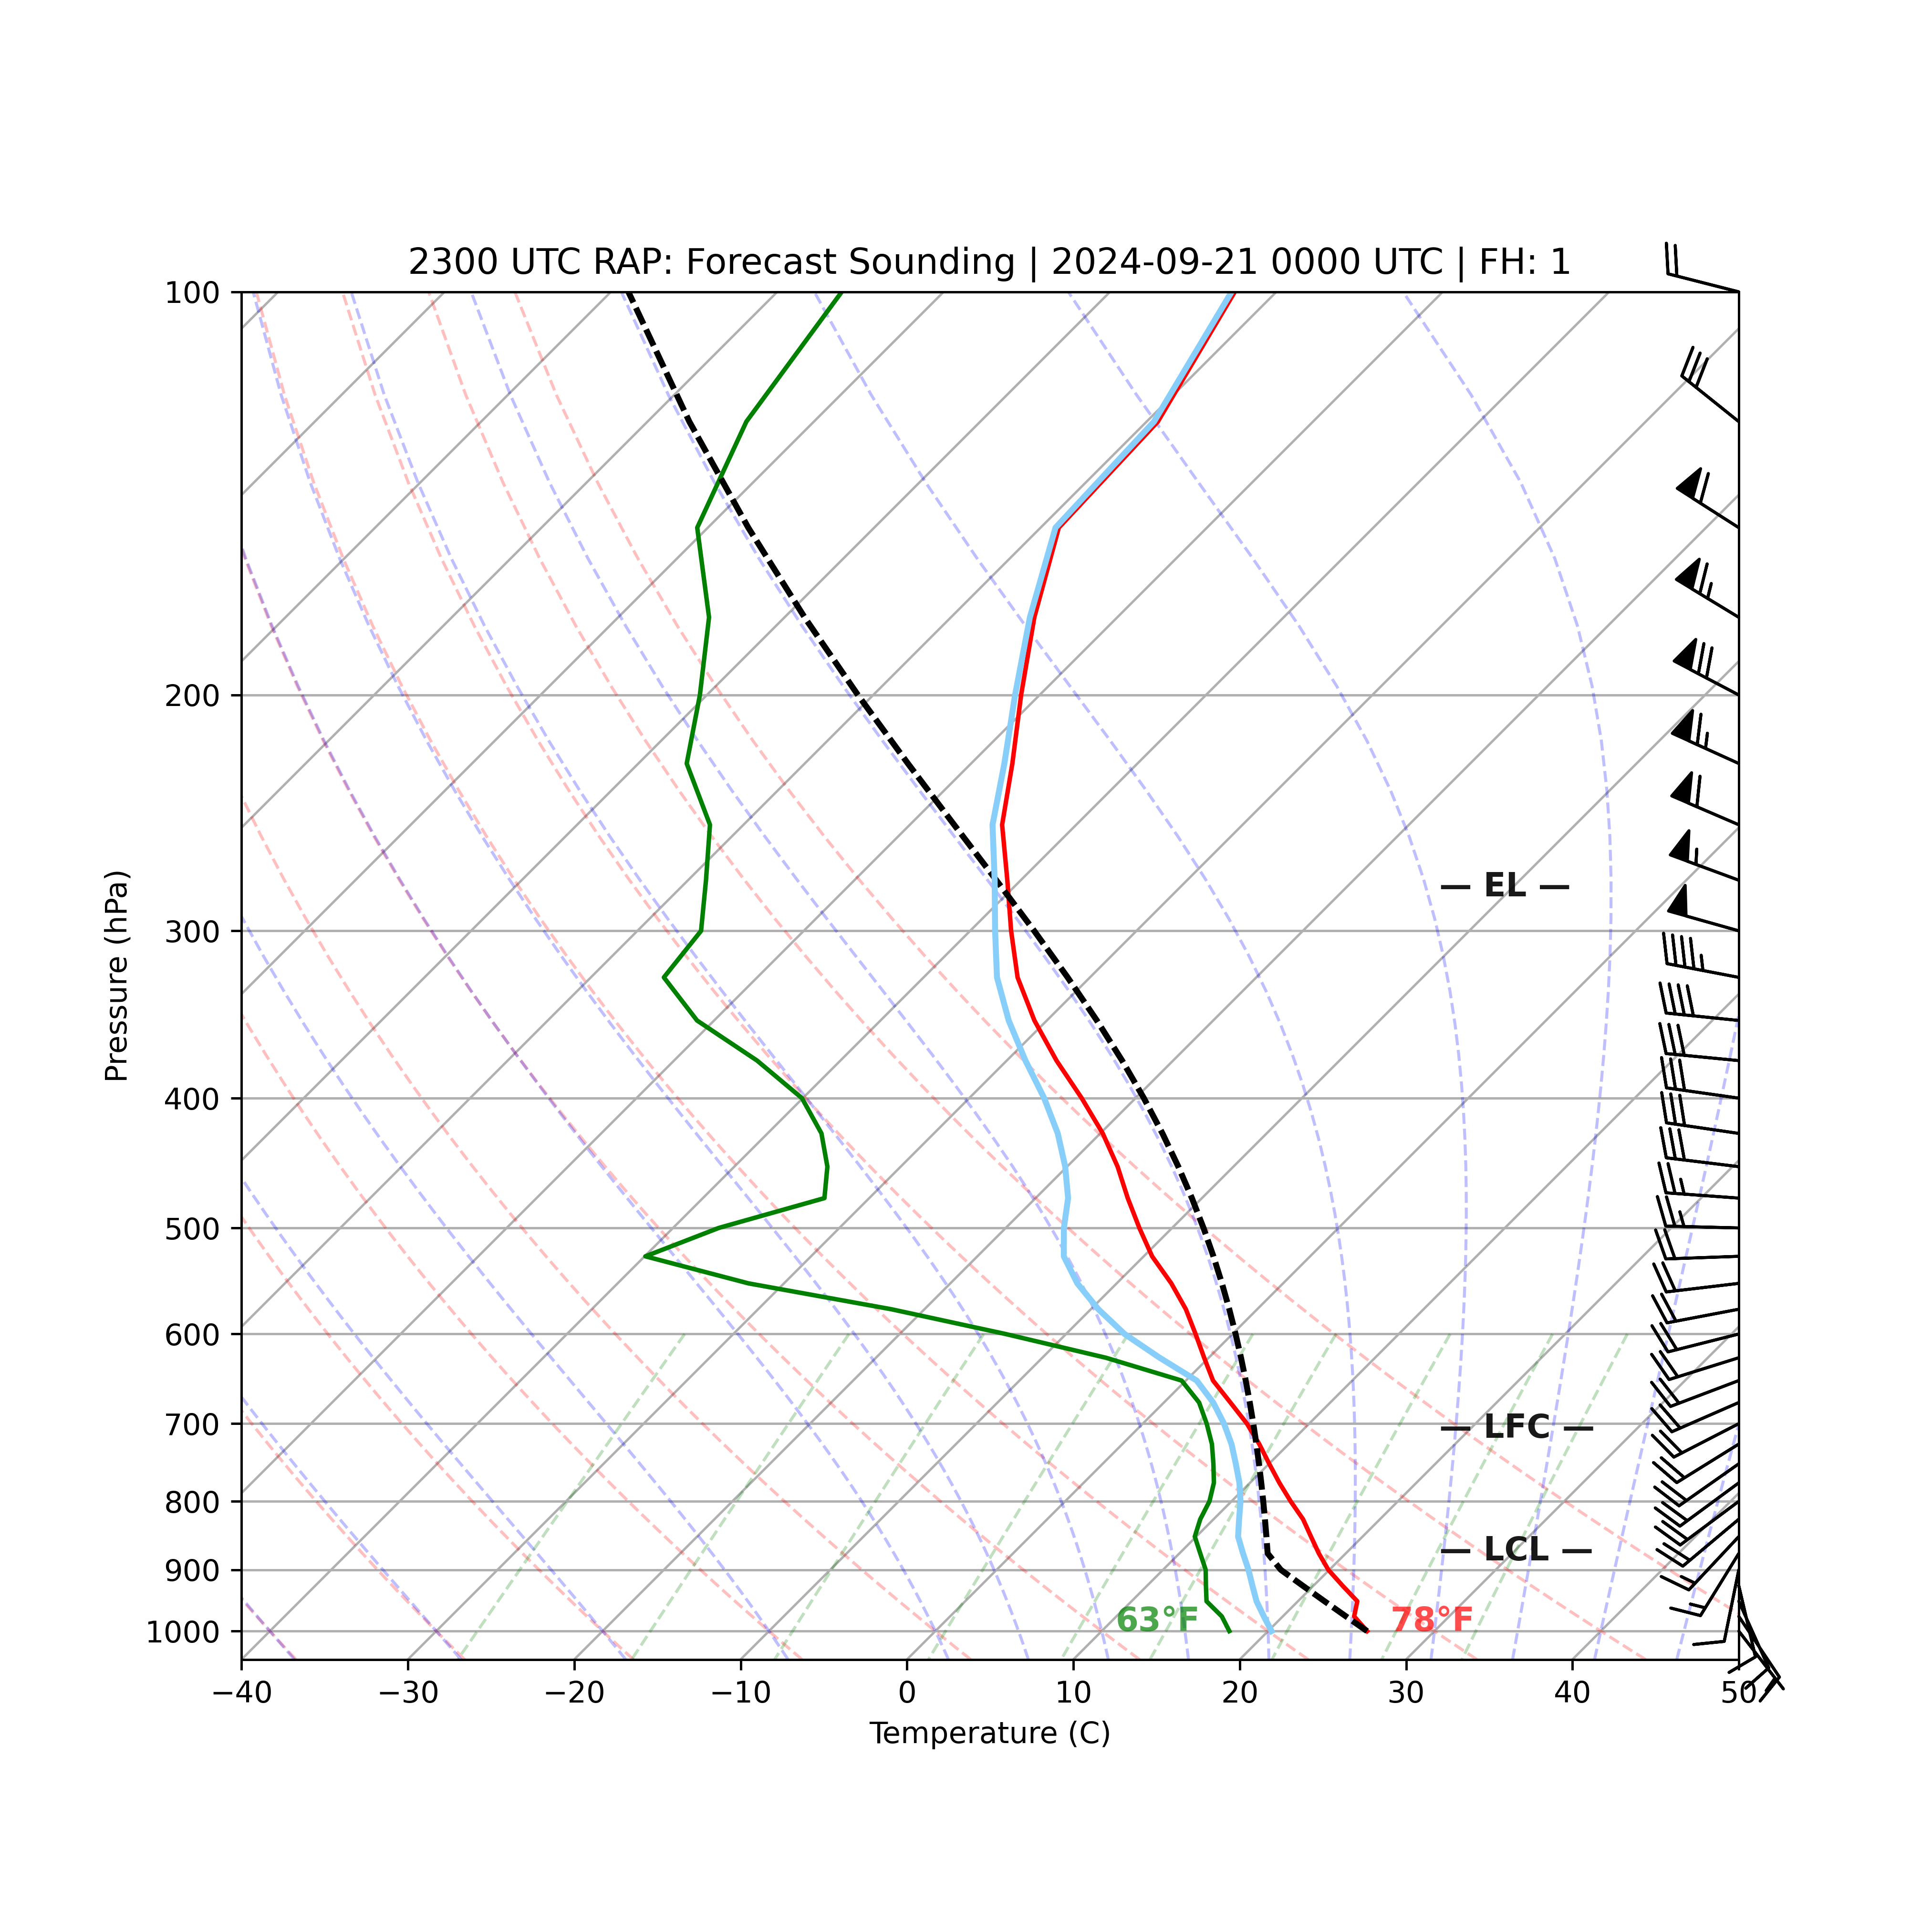 2300 UTC RAP: Forecast Sounding | 2024-09-21 0000 UTC | FH: 1
100
200
300
400
500
600
700
800
900
1000
Pressure (hPa)
— EL —
— LFC —
— LCL —
63°F
78°F
−40 −30 −20 −10 0 10 20 30 40 50
Temperature (C)